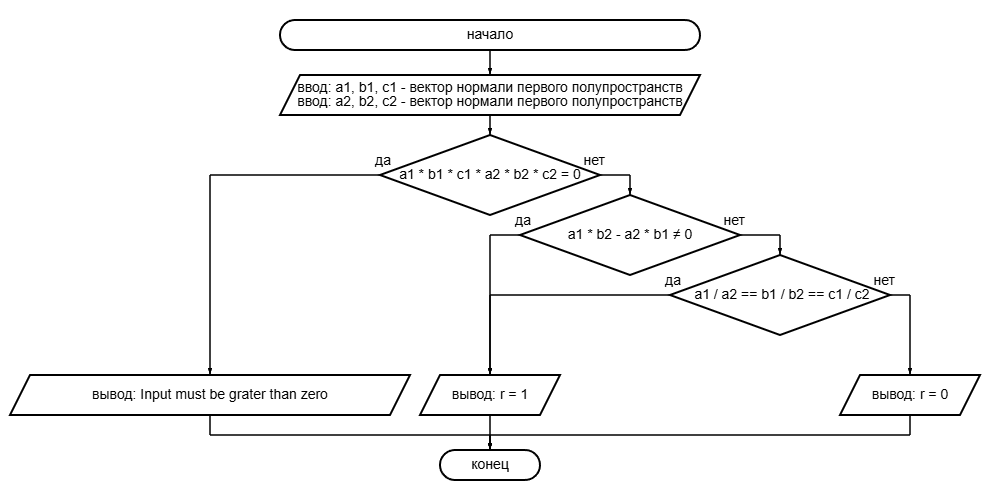 начало
ввод: a1, b1, c1 - вектор нормали первого полупространств
ввод: a2, b2, c2 - вектор нормали первого полупространств
да
нет
a1 * b1 * c1 * a2 * b2 * c2 = 0
да
нет
a1 * b2 - a2 * b1 ≠ 0
да
нет
a1 / a2 == b1 / b2 == c1 / c2
вывод: Input must be grater than zero
вывод: r = 1
вывод: r = 0
конец